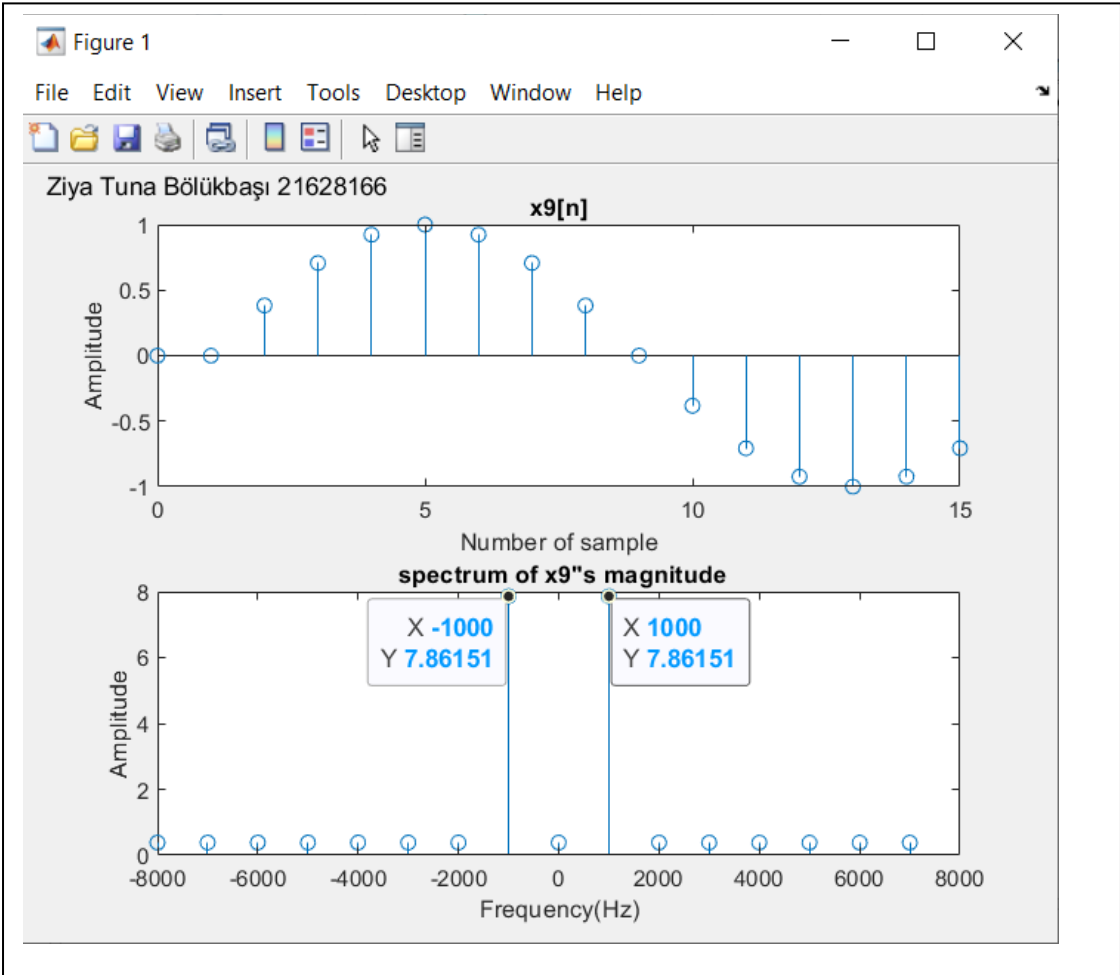 Figure 1
File Edit View Insert Tools Desktop Window Help
Ziya Tuna Bölükbaşı 21628166
x9[n]
1
0.5
0
-0.5
-1
Amplitude
0 5 10 15
Number of sample
spectrum of x9"s magnitude
8
6
4
2
0
Amplitude
X -1000
Y 7.86151
X 1000
Y 7.86151
-8000 -6000 -4000 -2000 0 2000 4000 6000 8000
Frequency(Hz)